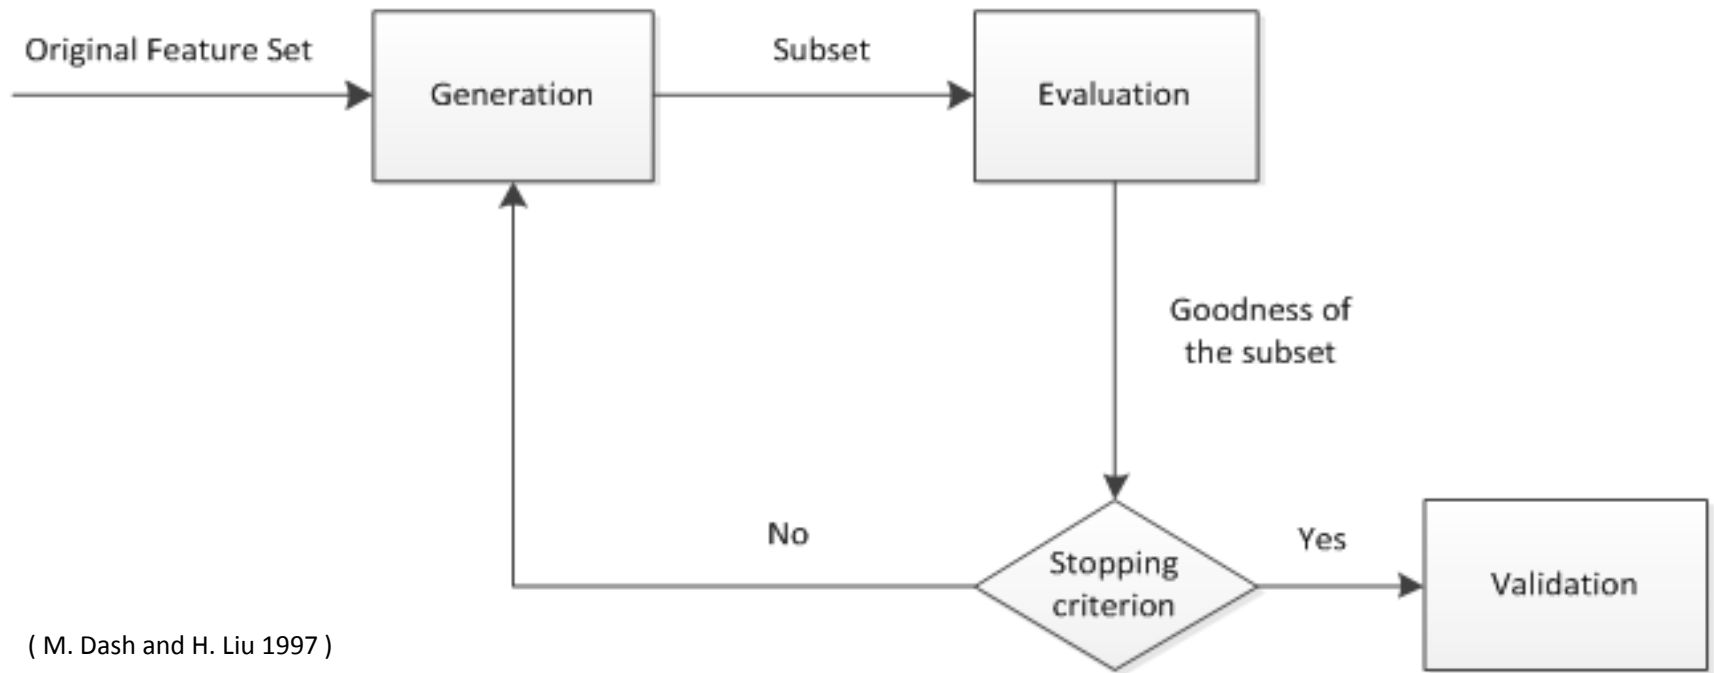 Original Feature Set
Generation
Subset
Evaluation
Goodness of
the subset
No
Stopping
criterion
Yes
Validation
( M. Dash and H. Liu 1997 )